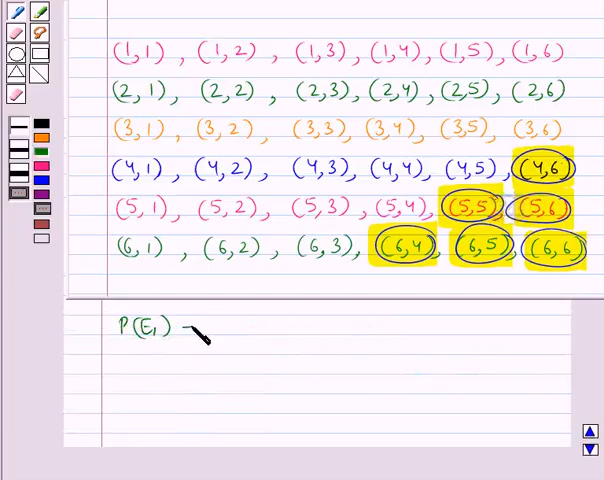 (1,1) , (1,2) , (1,3) , (1,4) , (1,5) , (1,6)
(2,1) , (2,2) , (2,3) , (2,4) , (2,5) , (2,6)
(3,1) , (3,2) , (3,3) , (3,4) , (3,5) , (3,6)
(4,1) , (4,2) , (4,3) , (4,4) , (4,5) , (4,6)
(5,1) , (5,2) , (5,3) , (5,4) , (5,5) , (5,6)
(6,1) , (6,2) , (6,3) , (6,4) , (6,5) , (6,6)
P(E₁) -